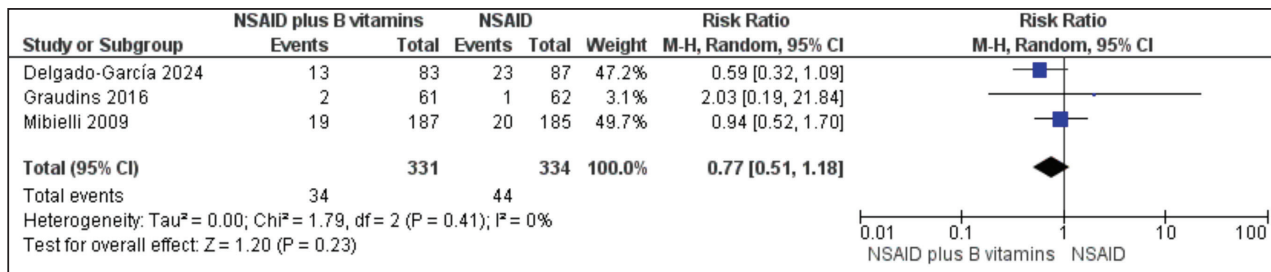 NSAID plus B vitamins NSAID Risk Ratio Risk Ratio
Study or Subgroup Events Total Events Total Weight M-H, Random, 95% CI M-H, Random, 95% CI
Delgado-García 2024 13 83 23 87 47.2% 0.59 [0.32, 1.09]
Graudins 2016 2 61 1 62 3.1% 2.03 [0.19, 21.84]
Mibielli 2009 19 187 20 185 49.7% 0.94 [0.52, 1.70]
Total (95% CI) 331 334 100.0% 0.77 [0.51, 1.18]
Total events 34 44
Heterogeneity: Tau² = 0.00; Chi² = 1.79, df = 2 (P = 0.41); I² = 0%
Test for overall effect: Z = 1.20 (P = 0.23)
0.01 0.1 1 10 100
NSAID plus B vitamins NSAID